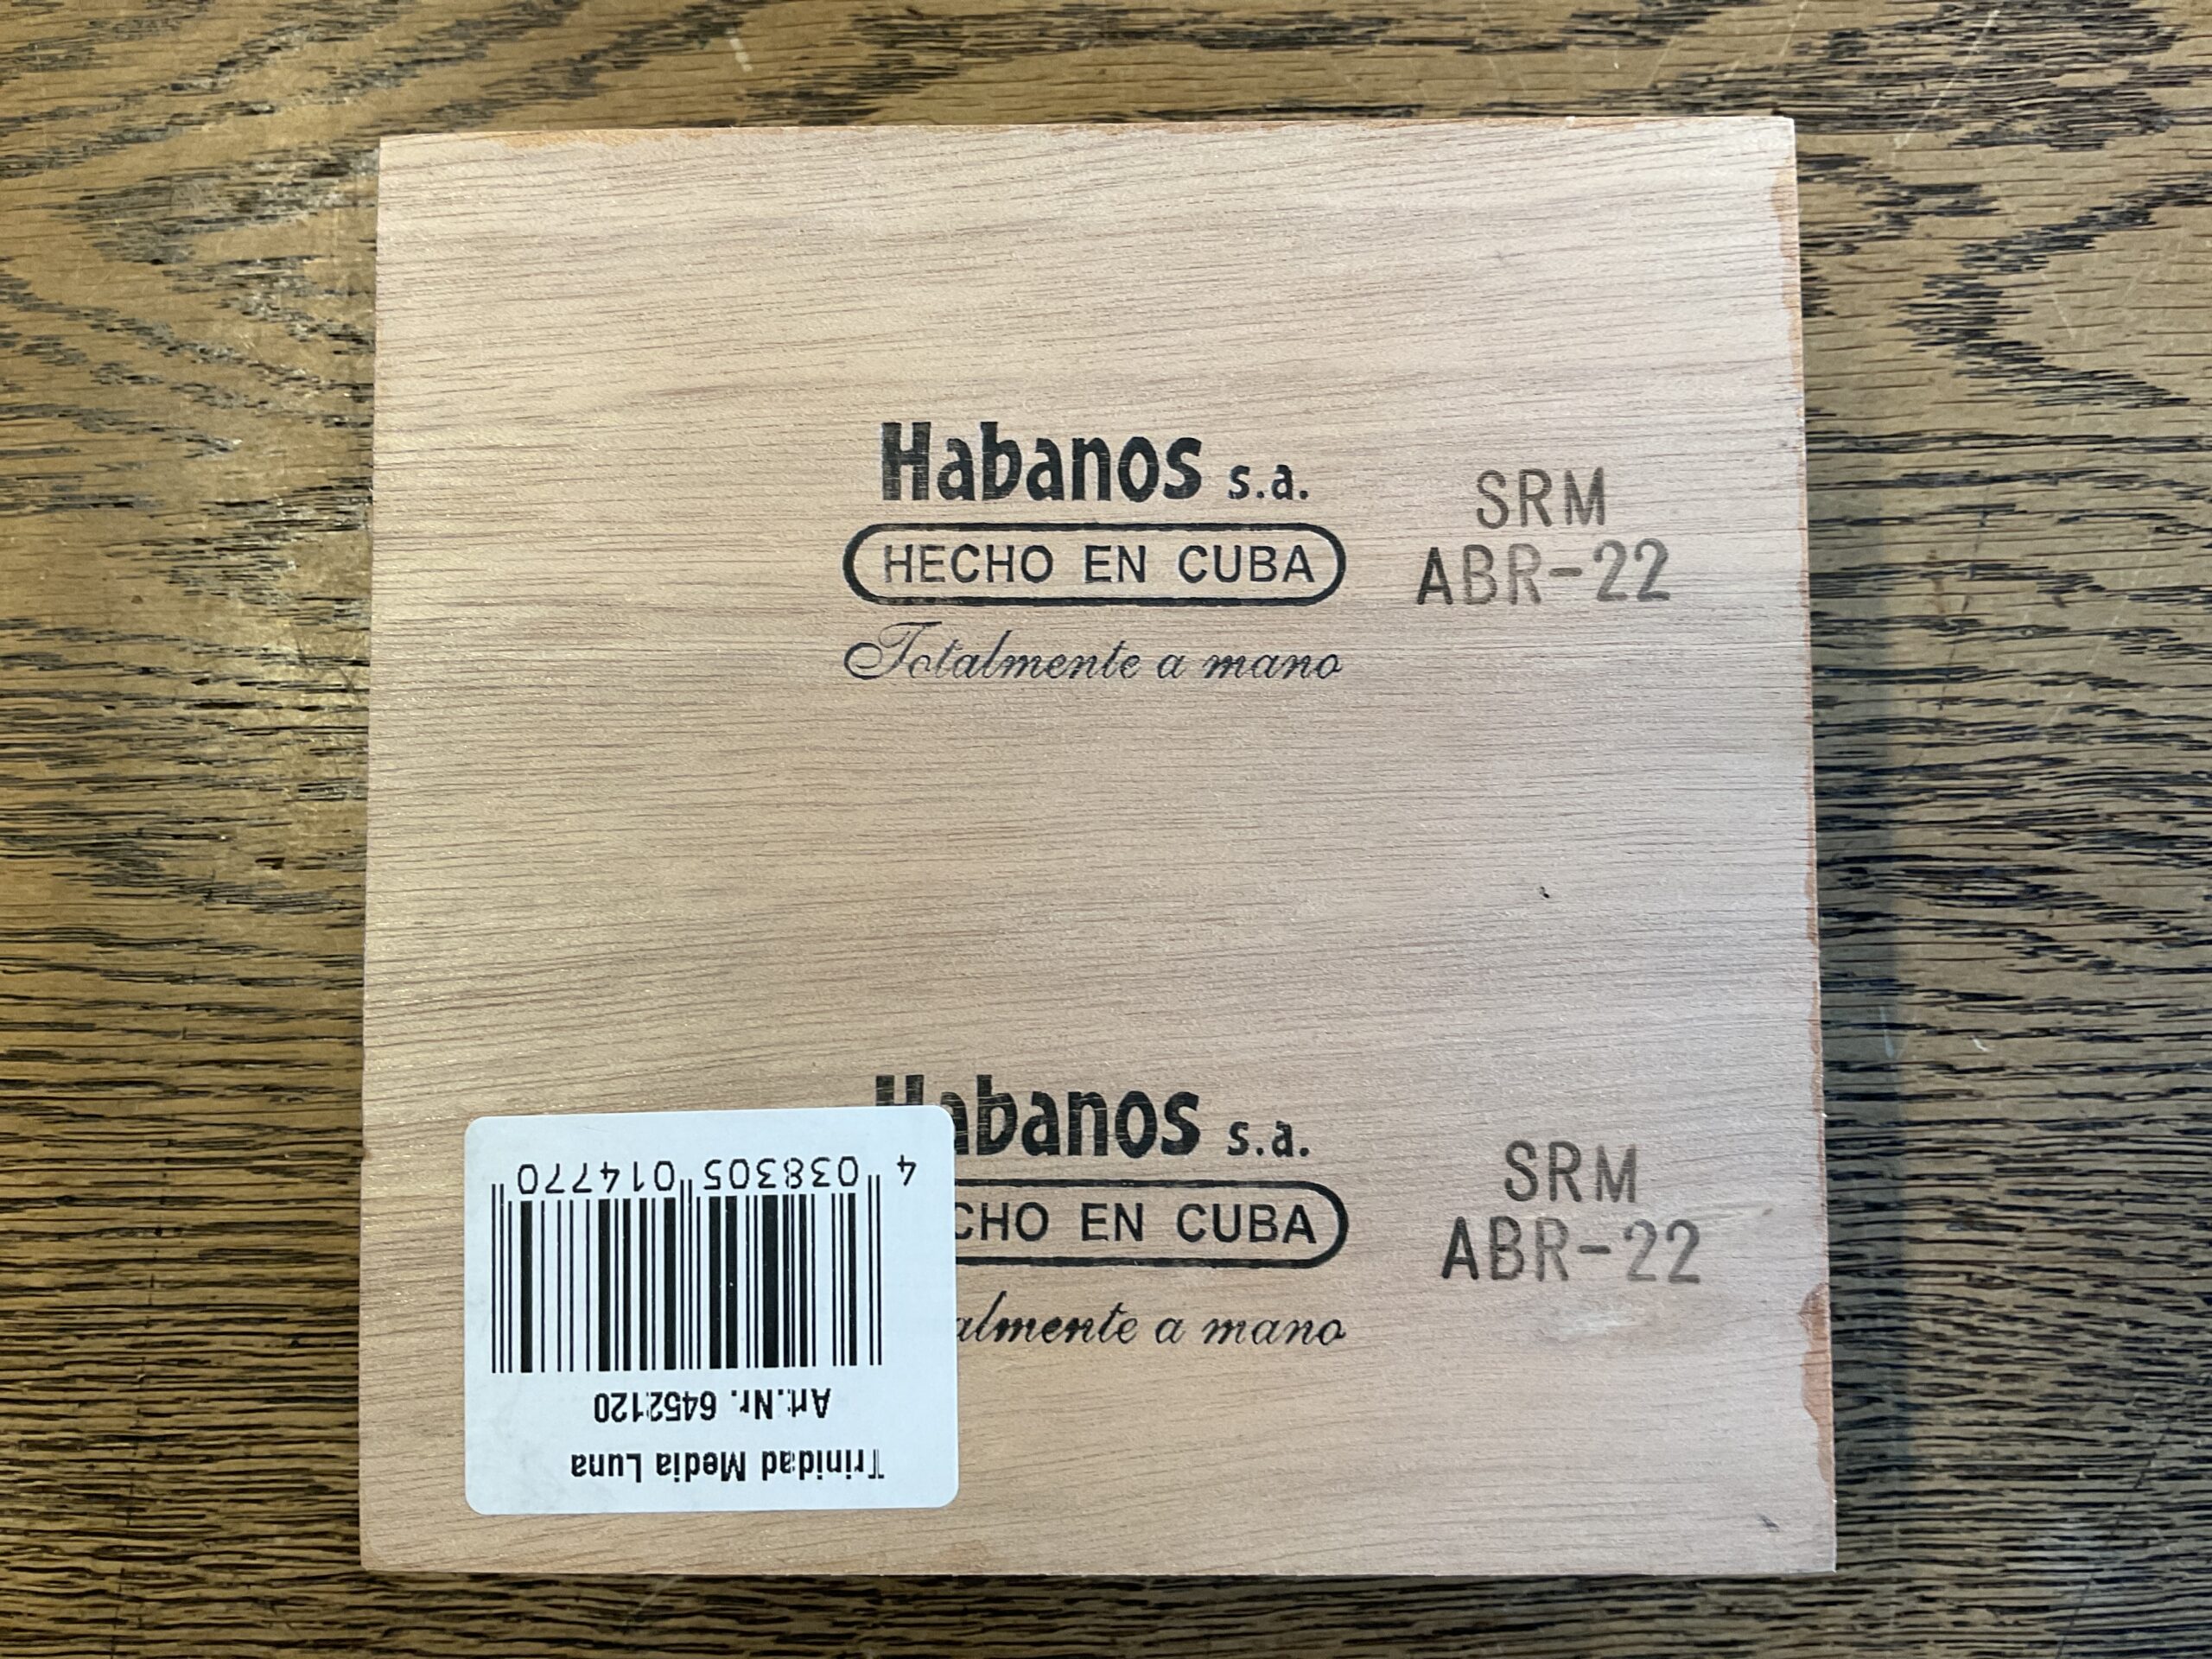 Habanos s.a.
HECHO EN CUBA
Totalmente a mano
SRM
ABR-22
Habanos s.a.
CHO EN CUBA
almente a mano
SRM
ABR-22
Trinidad Media Luna
Art.Nr. 6452120
4 038305 014770